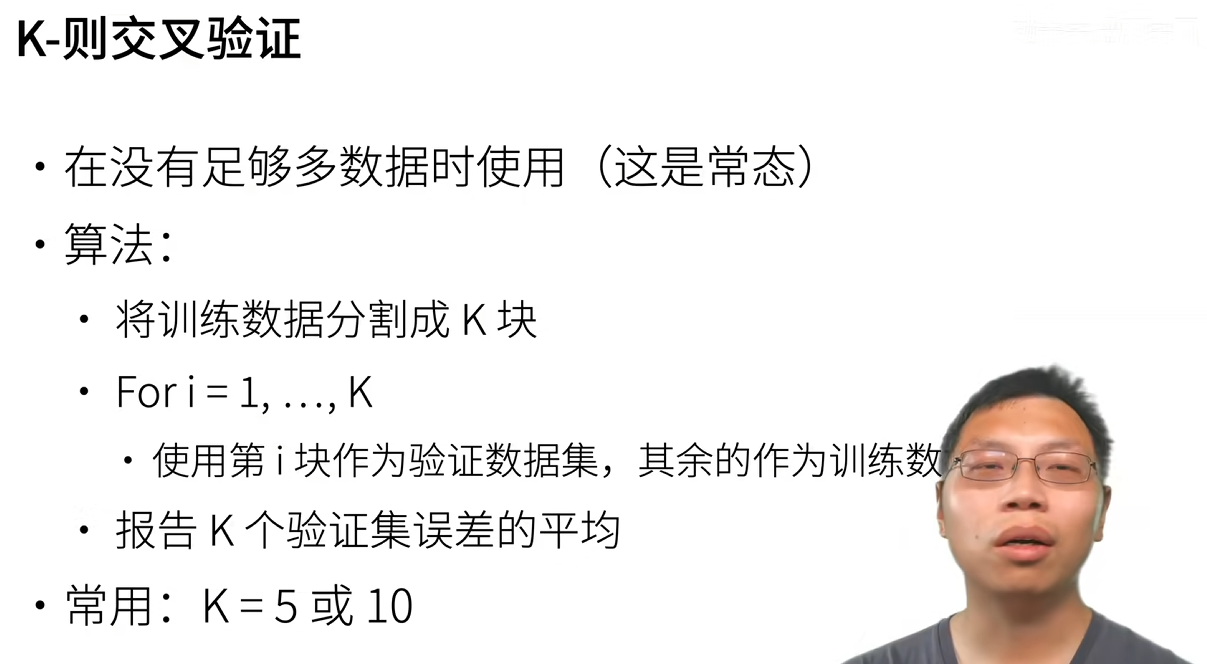 K-则交叉验证
• 在没有足够多数据时使用（这是常态）
• 算法：
• 将训练数据分割成 K 块
• For i = 1, …, K
• 使用第 i 块作为验证数据集，其余的作为训练数
• 报告 K 个验证集误差的平均
• 常用：K = 5 或 10